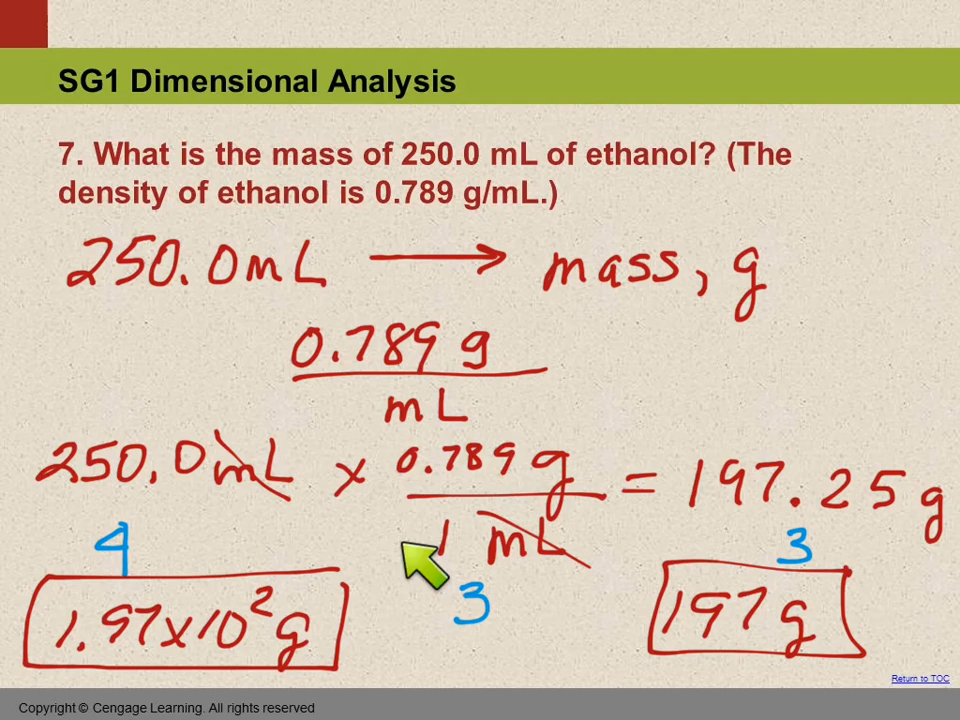 SG1 Dimensional Analysis
7. What is the mass of 250.0 mL of ethanol? (The
density of ethanol is 0.789 g/mL.)
250.0 mL → mass, g
0.789 g
mL
250.0 mL x 0.789 g = 197.25 g
1 mL
4
3
3
1.97 x 10² g
197 g
Return to TOC
Copyright © Cengage Learning. All rights reserved